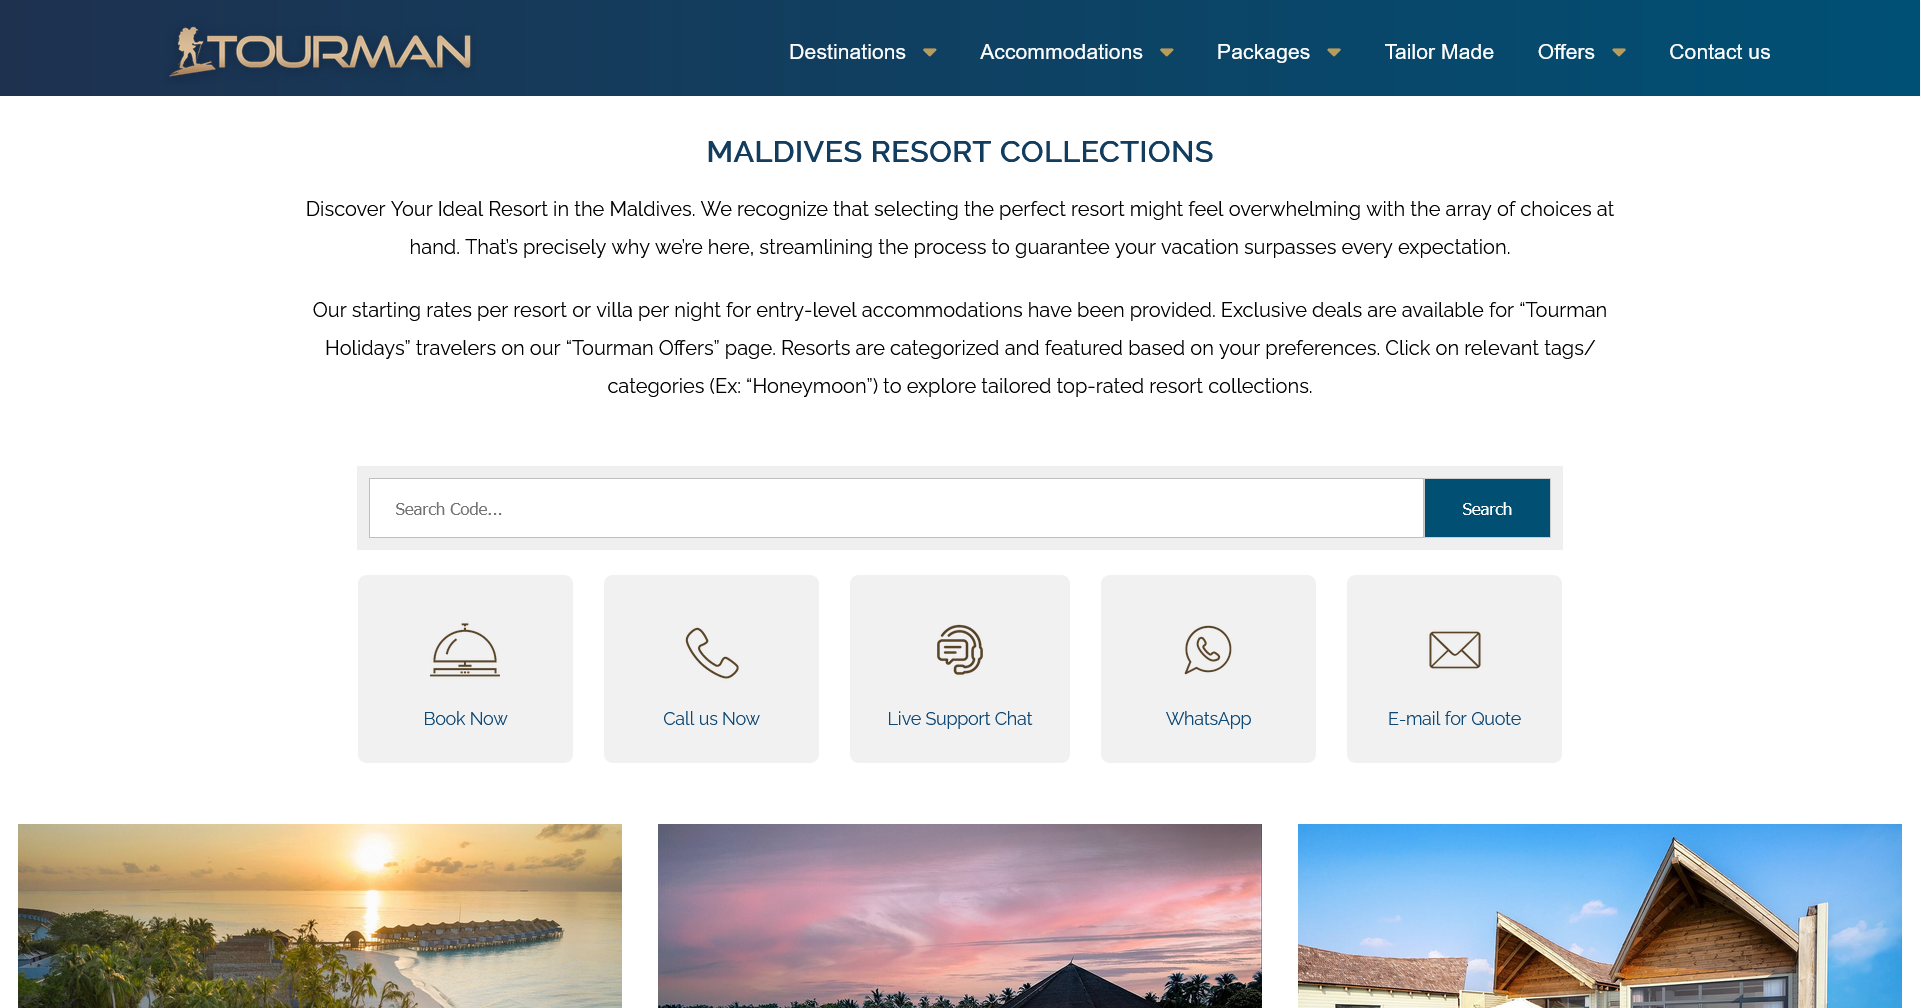 TOURMAN
Destinations
Accommodations
Packages
Tailor Made
Offers
Contact us
MALDIVES RESORT COLLECTIONS
Discover Your Ideal Resort in the Maldives. We recognize that selecting the perfect resort might feel overwhelming with the array of choices at
hand. That’s precisely why we’re here, streamlining the process to guarantee your vacation surpasses every expectation.
Our starting rates per resort or villa per night for entry-level accommodations have been provided. Exclusive deals are available for “Tourman
Holidays” travelers on our “Tourman Offers” page. Resorts are categorized and featured based on your preferences. Click on relevant tags/
categories (Ex: “Honeymoon”) to explore tailored top-rated resort collections.
Search Code...
Search
Book Now
Call us Now
Live Support Chat
WhatsApp
E-mail for Quote